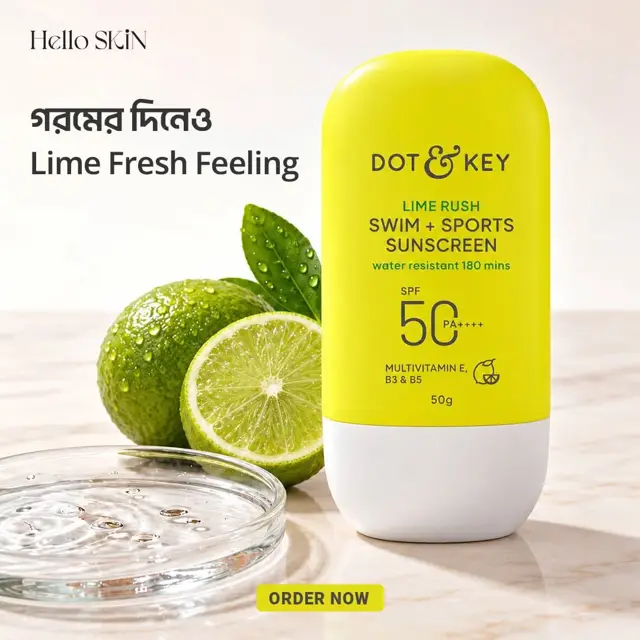 Hello SKiN
গরমের দিনেও
Lime Fresh Feeling
DOT & KEY
LIME RUSH
SWIM + SPORTS
SUNSCREEN
water resistant 180 mins
SPF
50 PA++++
MULTIVITAMIN E,
B3 & B5
50g
ORDER NOW